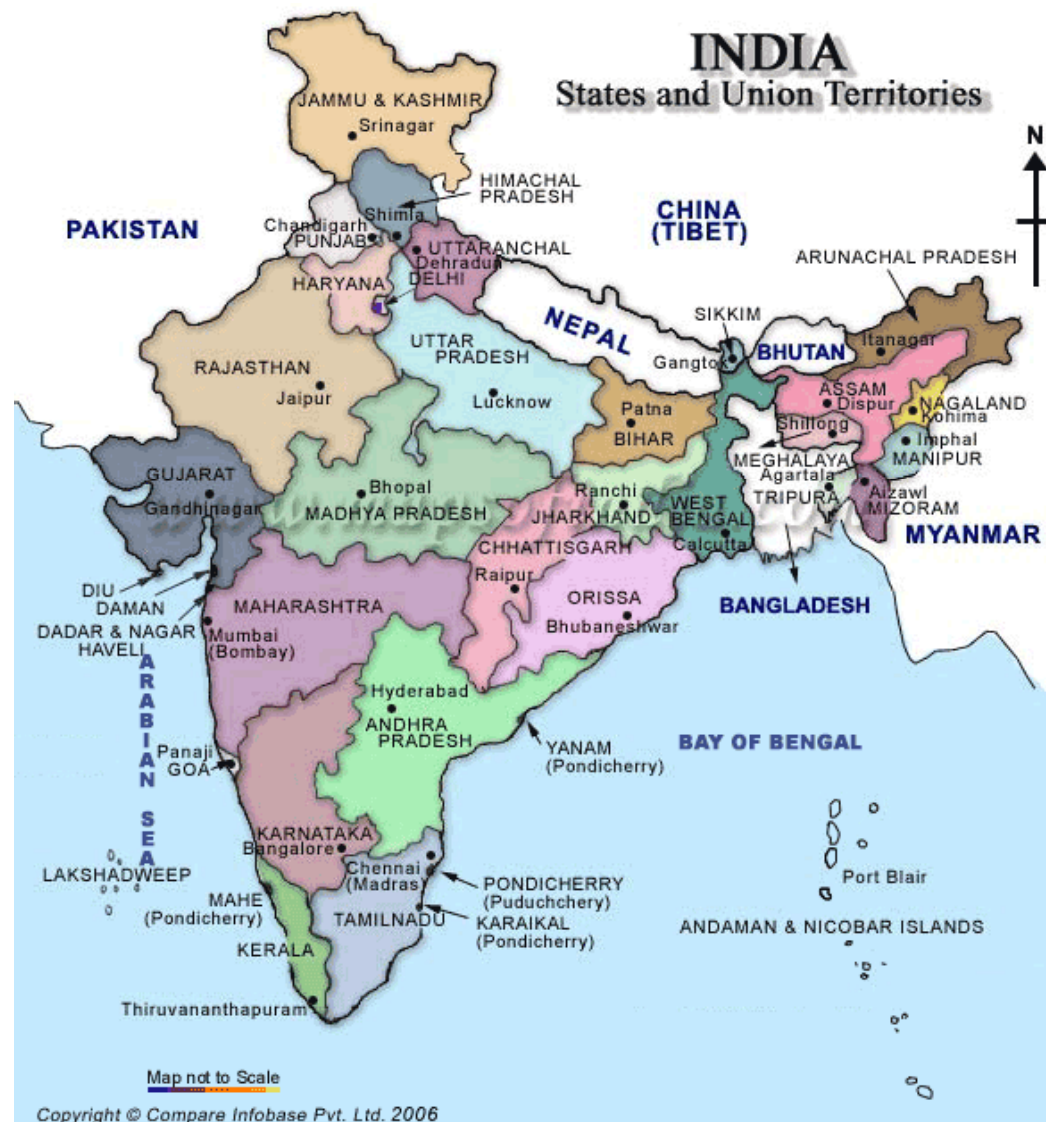 INDIA
States and Union Territories
N
JAMMU & KASHMIR
Srinagar
HIMACHAL
PRADESH
PAKISTAN
CHINA
(TIBET)
Shimla
Chandigarh
PUNJAB
UTTARANCHAL
Dehradun
DELHI
HARYANA
ARUNACHAL PRADESH
NEPAL
SIKKIM
Gangtok
BHUTAN
Itanagar
UTTAR
PRADESH
Lucknow
RAJASTHAN
Jaipur
Patna
BIHAR
ASSAM
Dispur
NAGALAND
Kohima
Shillong
MEGHALAYA
Imphal
MANIPUR
Agartala
TRIPURA
Aizawl
MIZORAM
MYANMAR
GUJARAT
Gandhinagar
Bhopal
MADHYA PRADESH
Ranchi
JHARKHAND
WEST
BENGAL
Calcutta
CHHATTISGARH
Raipur
ORISSA
Bhubaneshwar
BANGLADESH
DIU
DAMAN
DADAR & NAGAR
HAVELI
MAHARASHTRA
Mumbai
(Bombay)
ARABIAN SEA
Hyderabad
ANDHRA
PRADESH
YANAM
(Pondicherry)
BAY OF BENGAL
Panaji
GOA
KARNATAKA
Bangalore
LAKSHADWEEP
Chennai
(Madras)
PONDICHERRY
(Puduchchery)
MAHE
(Pondicherry)
TAMILNADU
KARAIKAL
(Pondicherry)
KERALA
Thiruvananthapuram
Port Blair
ANDAMAN & NICOBAR ISLANDS
Map not to Scale
Copyright © Compare Infobase Pvt. Ltd. 2006